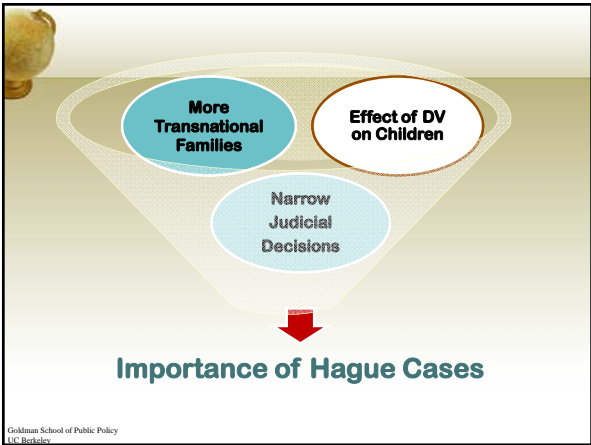 More
Transnational
Families
Effect of DV
on Children
Narrow
Judicial
Decisions
Importance of Hague Cases
Goldman School of Public Policy
UC Berkeley